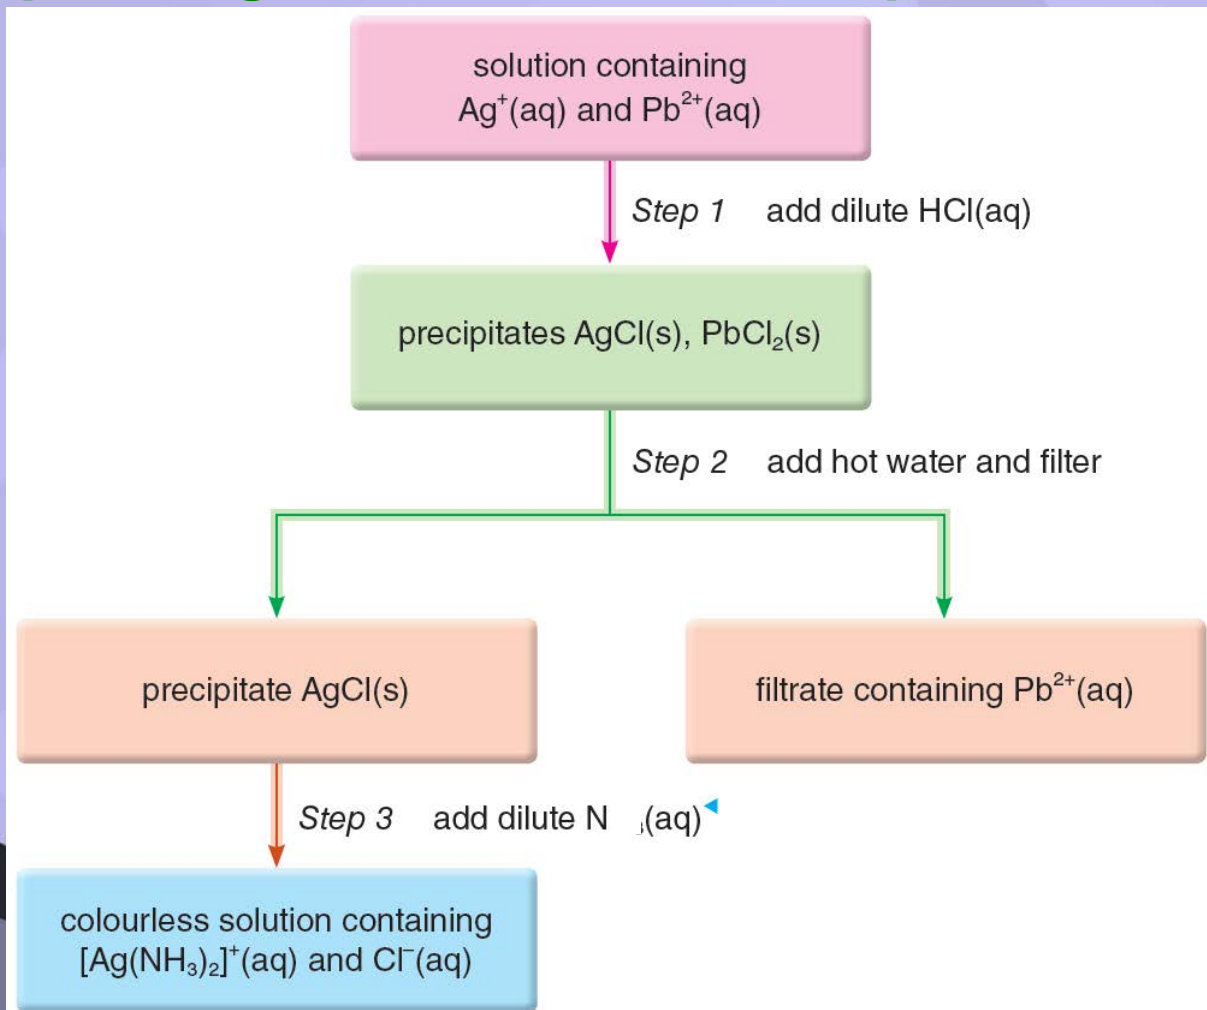 solution containing
Ag⁺(aq) and Pb²⁺(aq)
Step 1 add dilute HCl(aq)
precipitates AgCl(s), PbCl₂(s)
Step 2 add hot water and filter
precipitate AgCl(s)
filtrate containing Pb²⁺(aq)
Step 3 add dilute N ₃(aq)
colourless solution containing
[Ag(NH₃)₂]⁺(aq) and Cl⁻(aq)